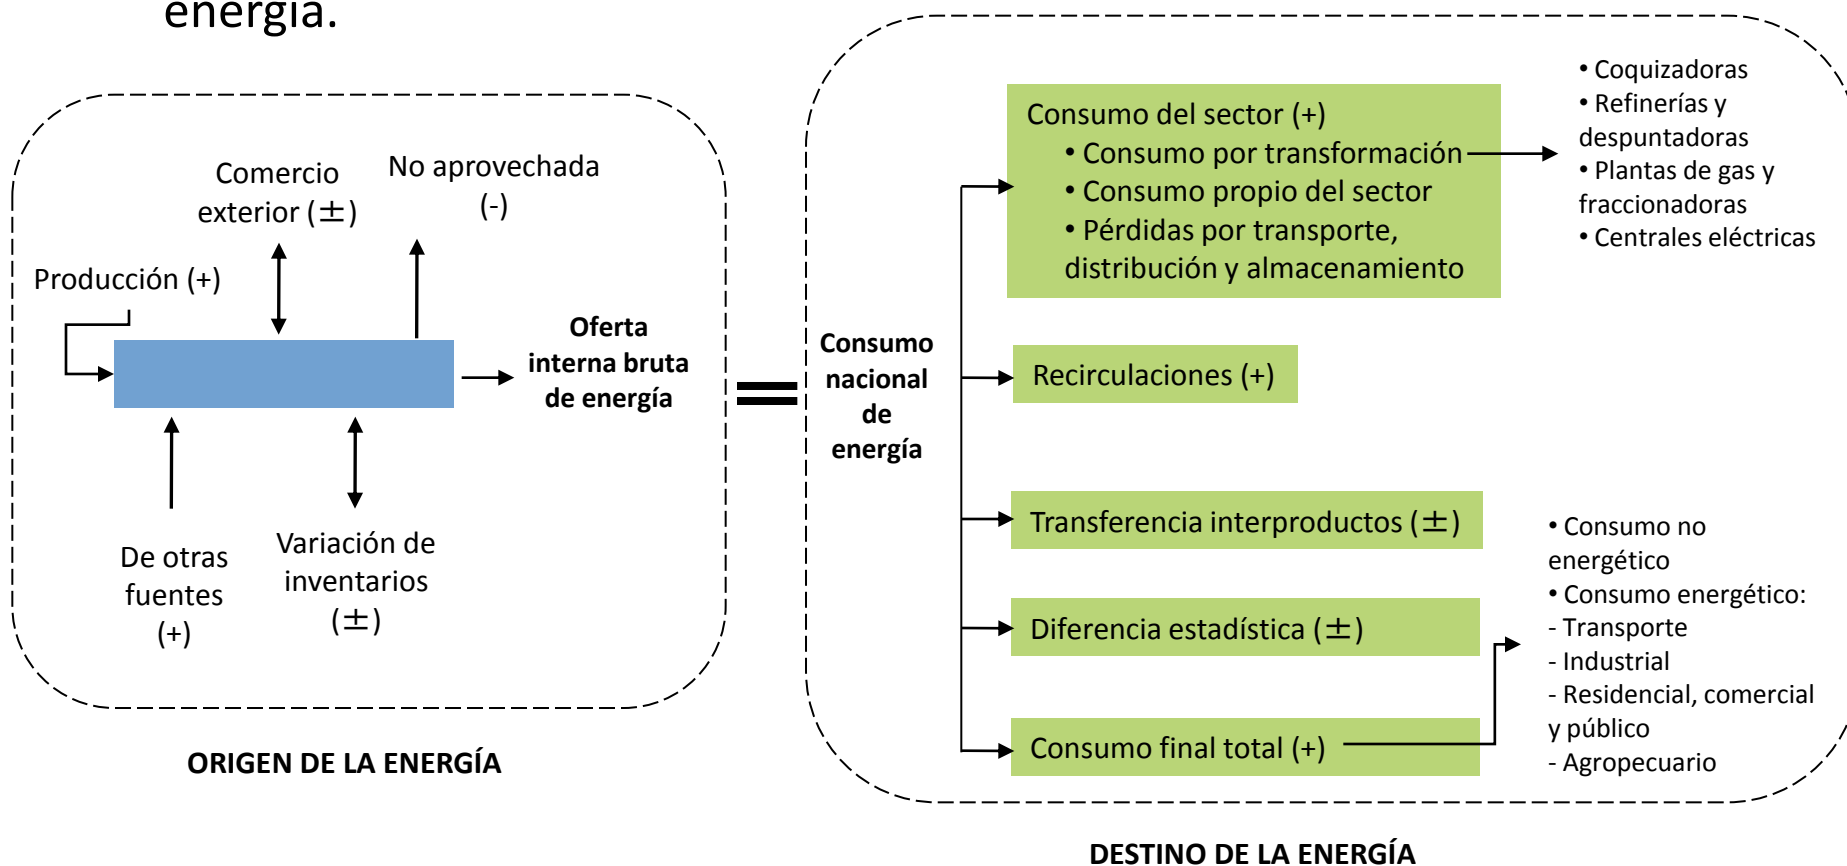 energía.
Comercio
exterior (±)
No aprovechada
(-)
Producción (+)
Oferta
interna bruta
de energía
De otras
fuentes
(+)
Variación de
inventarios
(±)
ORIGEN DE LA ENERGÍA
=
Consumo
nacional
de
energía
Consumo del sector (+)
• Consumo por transformación
• Consumo propio del sector
• Pérdidas por transporte,
distribución y almacenamiento
• Coquizadoras
• Refinerías y
despuntadoras
• Plantas de gas y
fraccionadoras
• Centrales eléctricas
Recirculaciones (+)
Transferencia interproductos (±)
Diferencia estadística (±)
Consumo final total (+)
• Consumo no
energético
• Consumo energético:
- Transporte
- Industrial
- Residencial, comercial
y público
- Agropecuario
DESTINO DE LA ENERGÍA